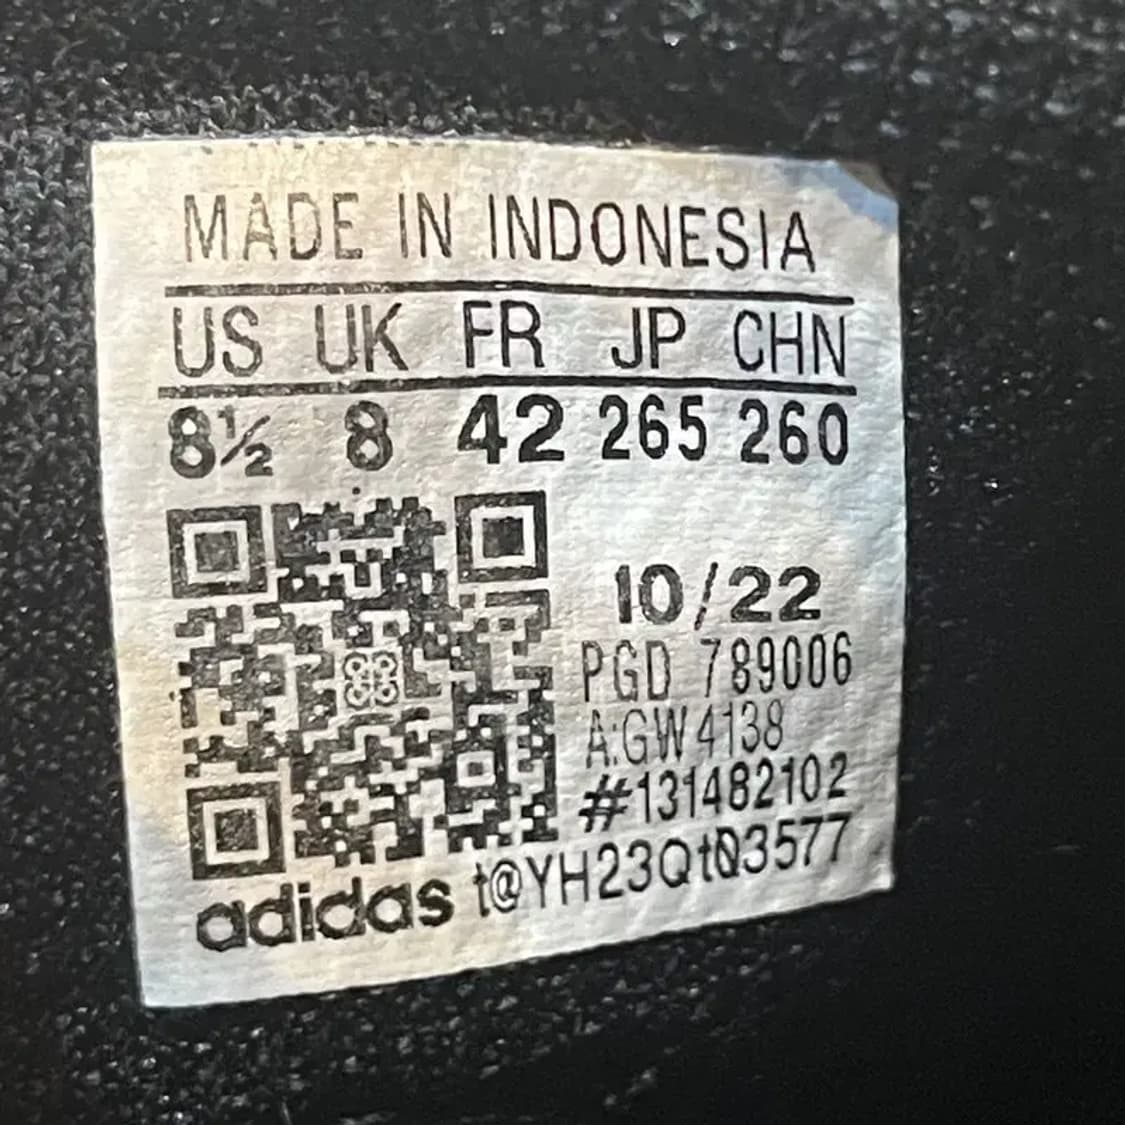 MADE IN INDONESIA
US UK FR JP CHN
8½ 8 42 265 260
10/22
PGD 789006
A:GW4138
#131482102
adidas t@YH23Qt03577